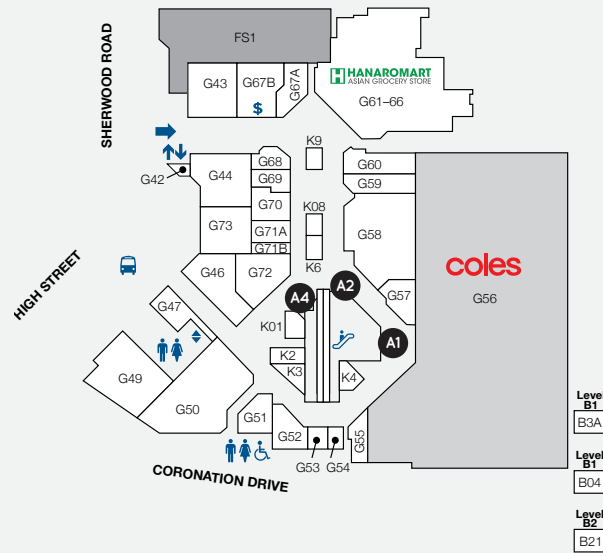 FS1
G43
G67B
G67A
$
HANAROMART
ASIAN GROCERY STORE
G61–66
SHERWOOD ROAD
K9
G42
G44
G68
G69
G60
G59
G70
K08
G73
G71A
G71B
G58
G46
G72
K6
coles
G56
HIGH STREET
G57
A4
A2
G47
K01
A1
K2
K3
K4
G49
G50
G51
G52
G55
G53
G54
CORONATION DRIVE
Level
B1
B3A
Level
B1
B04
Level
B2
B21